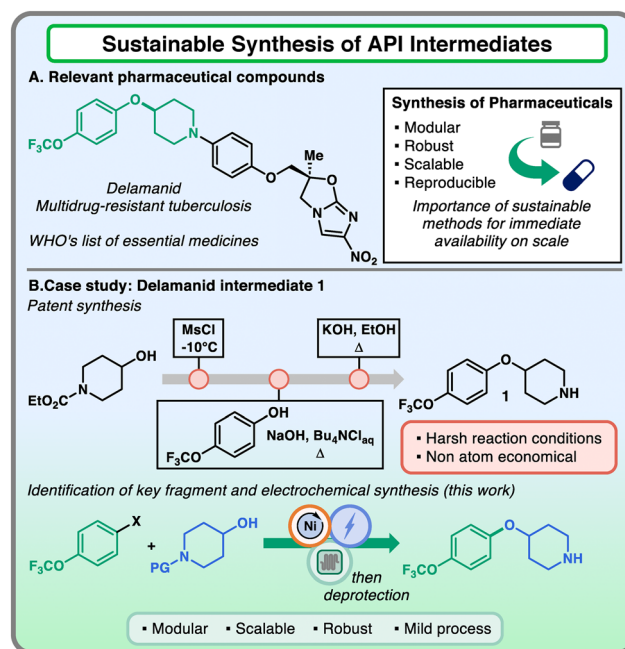 Sustainable Synthesis of API Intermediates
A. Relevant pharmaceutical compounds
O
F₃CO
N
O
Me
O
N
N
NO₂
Delamanid
Multidrug-resistant tuberculosis
WHO's list of essential medicines
Synthesis of Pharmaceuticals
▪ Modular
▪ Robust
▪ Scalable
▪ Reproducible
Importance of sustainable
methods for immediate
availability on scale
B.Case study: Delamanid intermediate 1
Patent synthesis
OH
N
EtO₂C
MsCl
-10°C
KOH, EtOH
Δ
OH
F₃CO
NaOH, Bu₄NClaq
Δ
O
F₃CO
1
NH
▪ Harsh reaction conditions
▪ Non atom economical
Identification of key fragment and electrochemical synthesis (this work)
X
F₃CO
+
OH
N
PG
Ni
then
deprotection
O
F₃CO
NH
▪ Modular ▪ Scalable ▪ Robust ▪ Mild process